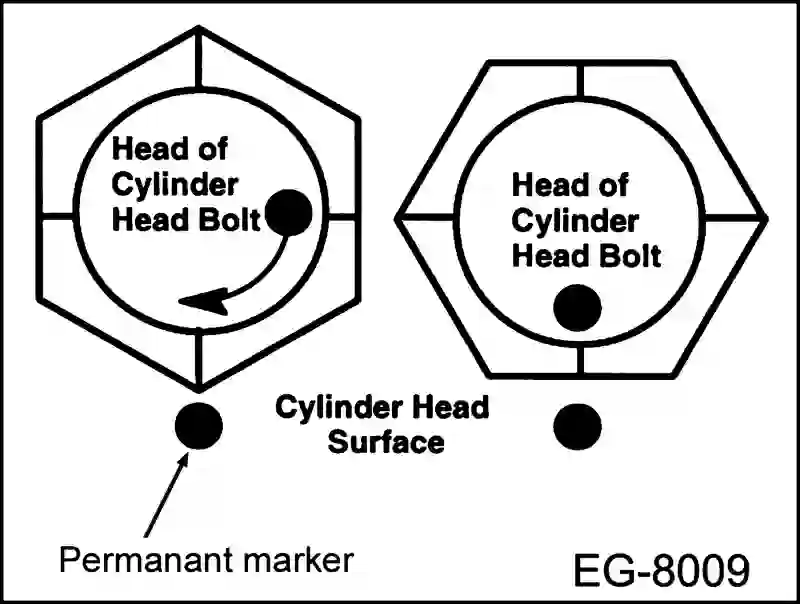 Head of
Cylinder
Head Bolt
Head of
Cylinder
Head Bolt
Cylinder Head
Surface
Permanant marker
EG-8009